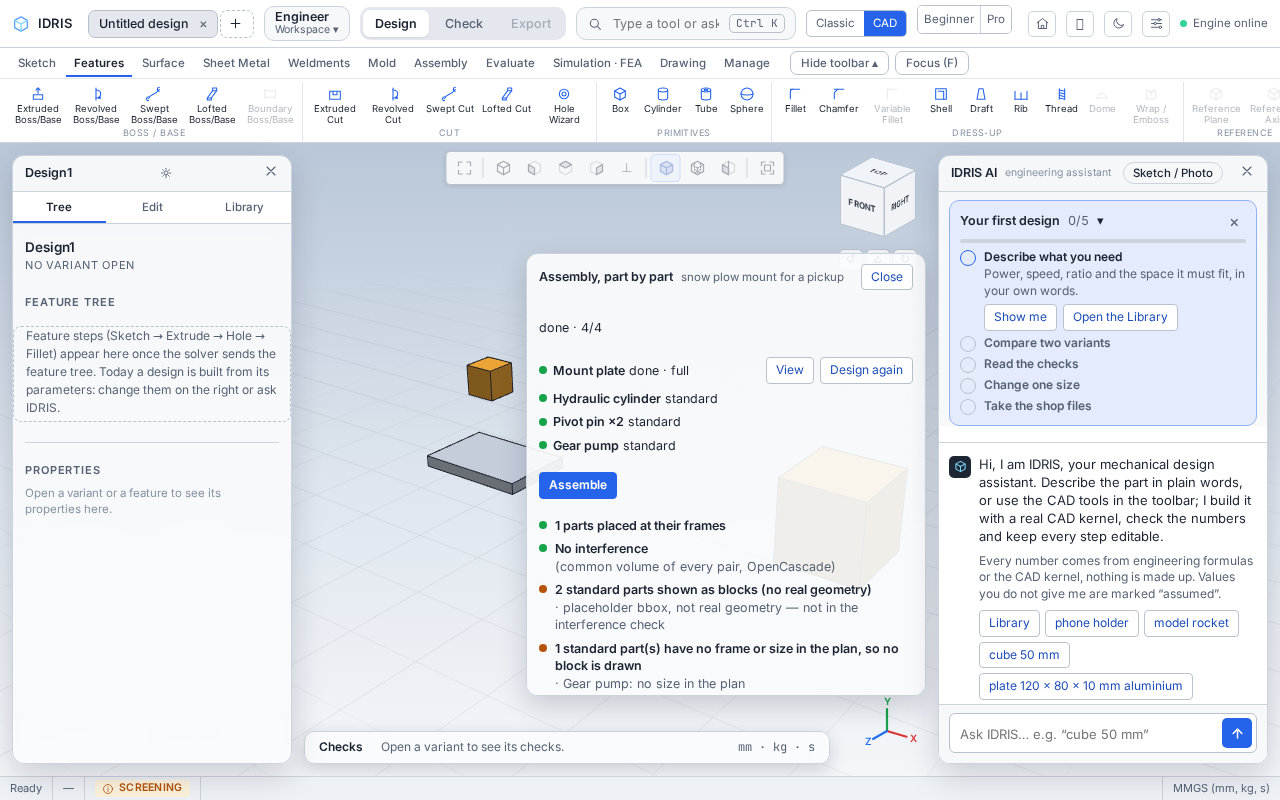 IDRIS
Untitled design ×
+
Engineer
Workspace ▾
Design Check Export
Type a tool or ask
Ctrl K
Classic CAD
Beginner Pro
Engine online
Sketch Features Surface Sheet Metal Weldments Mold Assembly Evaluate Simulation · FEA Drawing Manage
Hide toolbar ▴ Focus (F)
Extruded Boss/Base
Revolved Boss/Base
Swept Boss/Base
Lofted Boss/Base
Boundary Boss/Base
BOSS / BASE
Extruded Cut
Revolved Cut
Swept Cut
Lofted Cut
Hole Wizard
CUT
Box Cylinder Tube Sphere
PRIMITIVES
Fillet Chamfer
Variable Fillet
Shell Draft Rib Thread Dome
Wrap / Emboss
DRESS-UP
Reference Plane
REFERENCE
Design1
Tree Edit Library
Design1
NO VARIANT OPEN
FEATURE TREE
Feature steps (Sketch → Extrude → Hole →
Fillet) appear here once the solver sends the
feature tree. Today a design is built from its
parameters: change them on the right or ask
IDRIS.
PROPERTIES
Open a variant or a feature to see its
properties here.
TOP
FRONT
RIGHT
Assembly, part by part snow plow mount for a pickup
Close
done · 4/4
Mount plate done · full
View Design again
Hydraulic cylinder standard
Pivot pin ×2 standard
Gear pump standard
Assemble
1 parts placed at their frames
No interference
(common volume of every pair, OpenCascade)
2 standard parts shown as blocks (no real geometry)
· placeholder bbox, not real geometry — not in the
interference check
1 standard part(s) have no frame or size in the plan, so no
block is drawn
· Gear pump: no size in the plan
Y
X
Z
Checks Open a variant to see its checks.
mm · kg · s
IDRIS AI engineering assistant
Sketch / Photo
Your first design 0/5 ▾
×
Describe what you need
Power, speed, ratio and the space it must fit, in
your own words.
Show me Open the Library
Compare two variants
Read the checks
Change one size
Take the shop files
Hi, I am IDRIS, your mechanical design
assistant. Describe the part in plain words,
or use the CAD tools in the toolbar; I build it
with a real CAD kernel, check the numbers
and keep every step editable.
Every number comes from engineering formulas
or the CAD kernel, nothing is made up. Values
you do not give me are marked “assumed”.
Library phone holder model rocket
cube 50 mm
plate 120 × 80 × 10 mm aluminium
Ask IDRIS... e.g. “cube 50 mm”
Ready — SCREENING
MMGS (mm, kg, s)